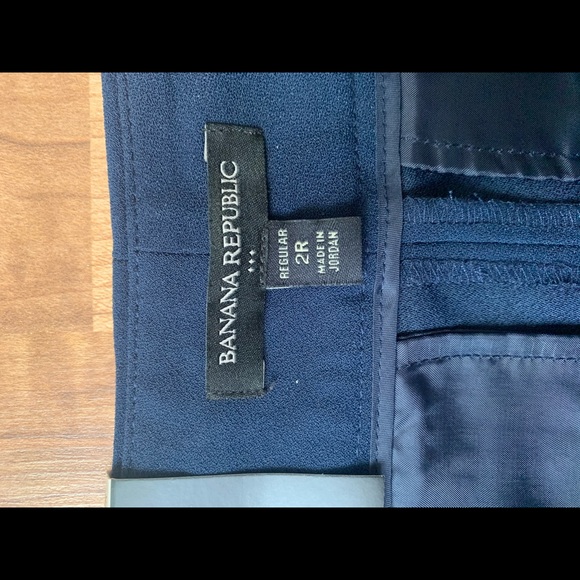 BANANA REPUBLIC
REGULAR
2R
MADE IN
JORDAN